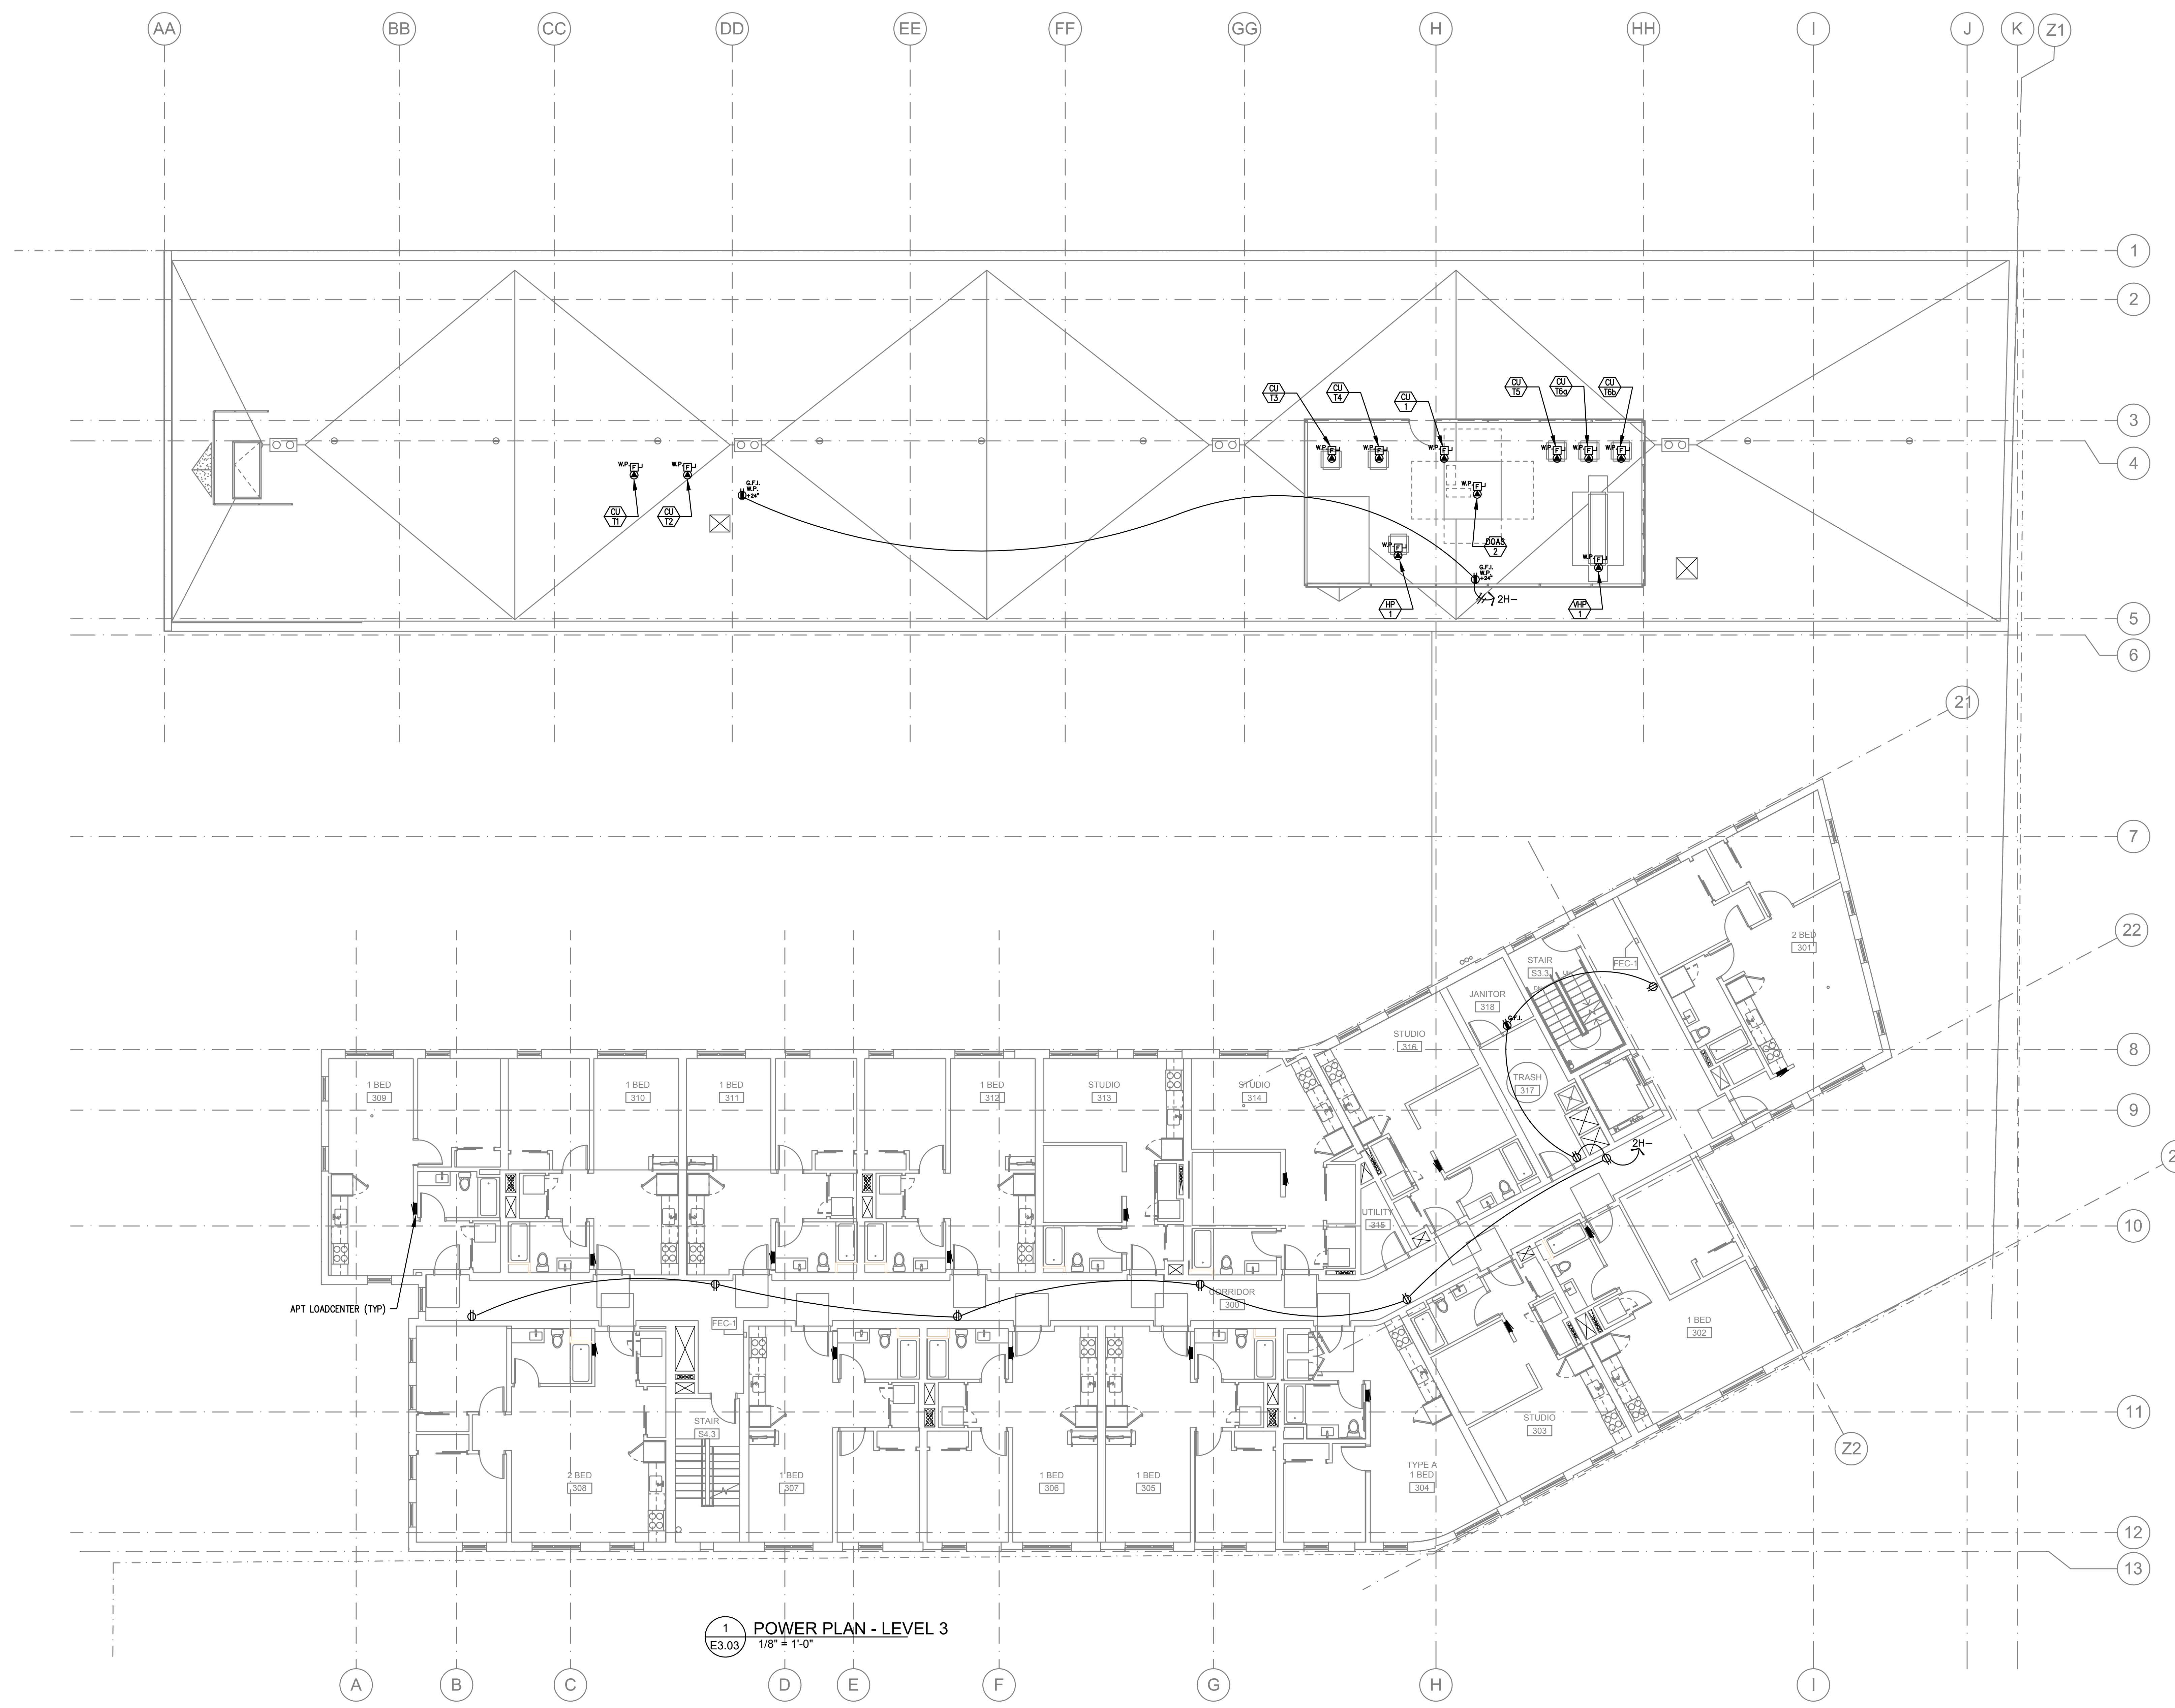 AA
BB
CC
DD
EE
FF
GG
H
HH
I
J
K
Z1
1
2
3
4
5
6
CU
T3
CU
T4
CU
1
CU
T5
CU
T6a
CU
T6b
W.P.
W.P.
W.P.
W.P.
W.P.
W.P.
W.P.
W.P.
F
F
F
F
F
F
F
F
G.F.I.
W.P.
+24"
W.P.
F
CU
T1
CU
T2
DOAS
2
W.P.
F
W.P.
F
G.F.I.
W.P.
+24"
2H-
HP
1
VHP
1
21
7
22
2 BED
301
STAIR
S3.3
FEC-1
JANITOR
318
G.F.I.
STUDIO
316
8
TRASH
317
1 BED
309
1 BED
310
1 BED
311
1 BED
312
STUDIO
313
STUDIO
314
9
2H-
2
UTILITY
315
10
APT LOADCENTER (TYP)
CORRIDOR
300
FEC-1
1 BED
302
STAIR
S4.3
11
STUDIO
303
Z2
2 BED
308
1 BED
307
1 BED
306
1 BED
305
TYPE A
1 BED
304
12
13
1
E3.03
POWER PLAN - LEVEL 3
1/8" = 1'-0"
A
B
C
D
E
F
G
H
I